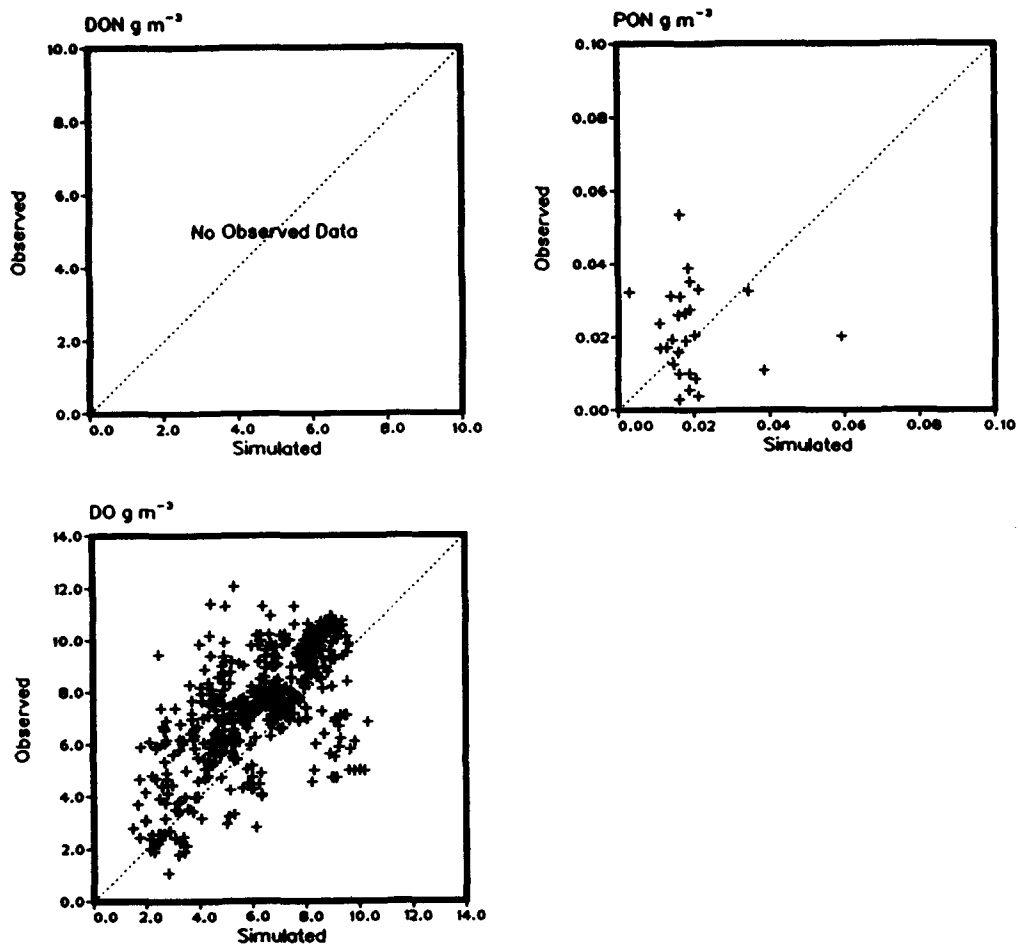 DON g m⁻³
10.0
8.0
6.0
4.0
2.0
0.0
Observed
No Observed Data
0.0 2.0 4.0 6.0 8.0 10.0
Simulated
PON g m⁻³
0.10
0.08
0.06
0.04
0.02
0.00
Observed
0.00 0.02 0.04 0.06 0.08 0.10
Simulated
DO g m⁻³
14.0
12.0
10.0
8.0
6.0
4.0
2.0
0.0
Observed
0.0 2.0 4.0 6.0 8.0 10.0 12.0 14.0
Simulated